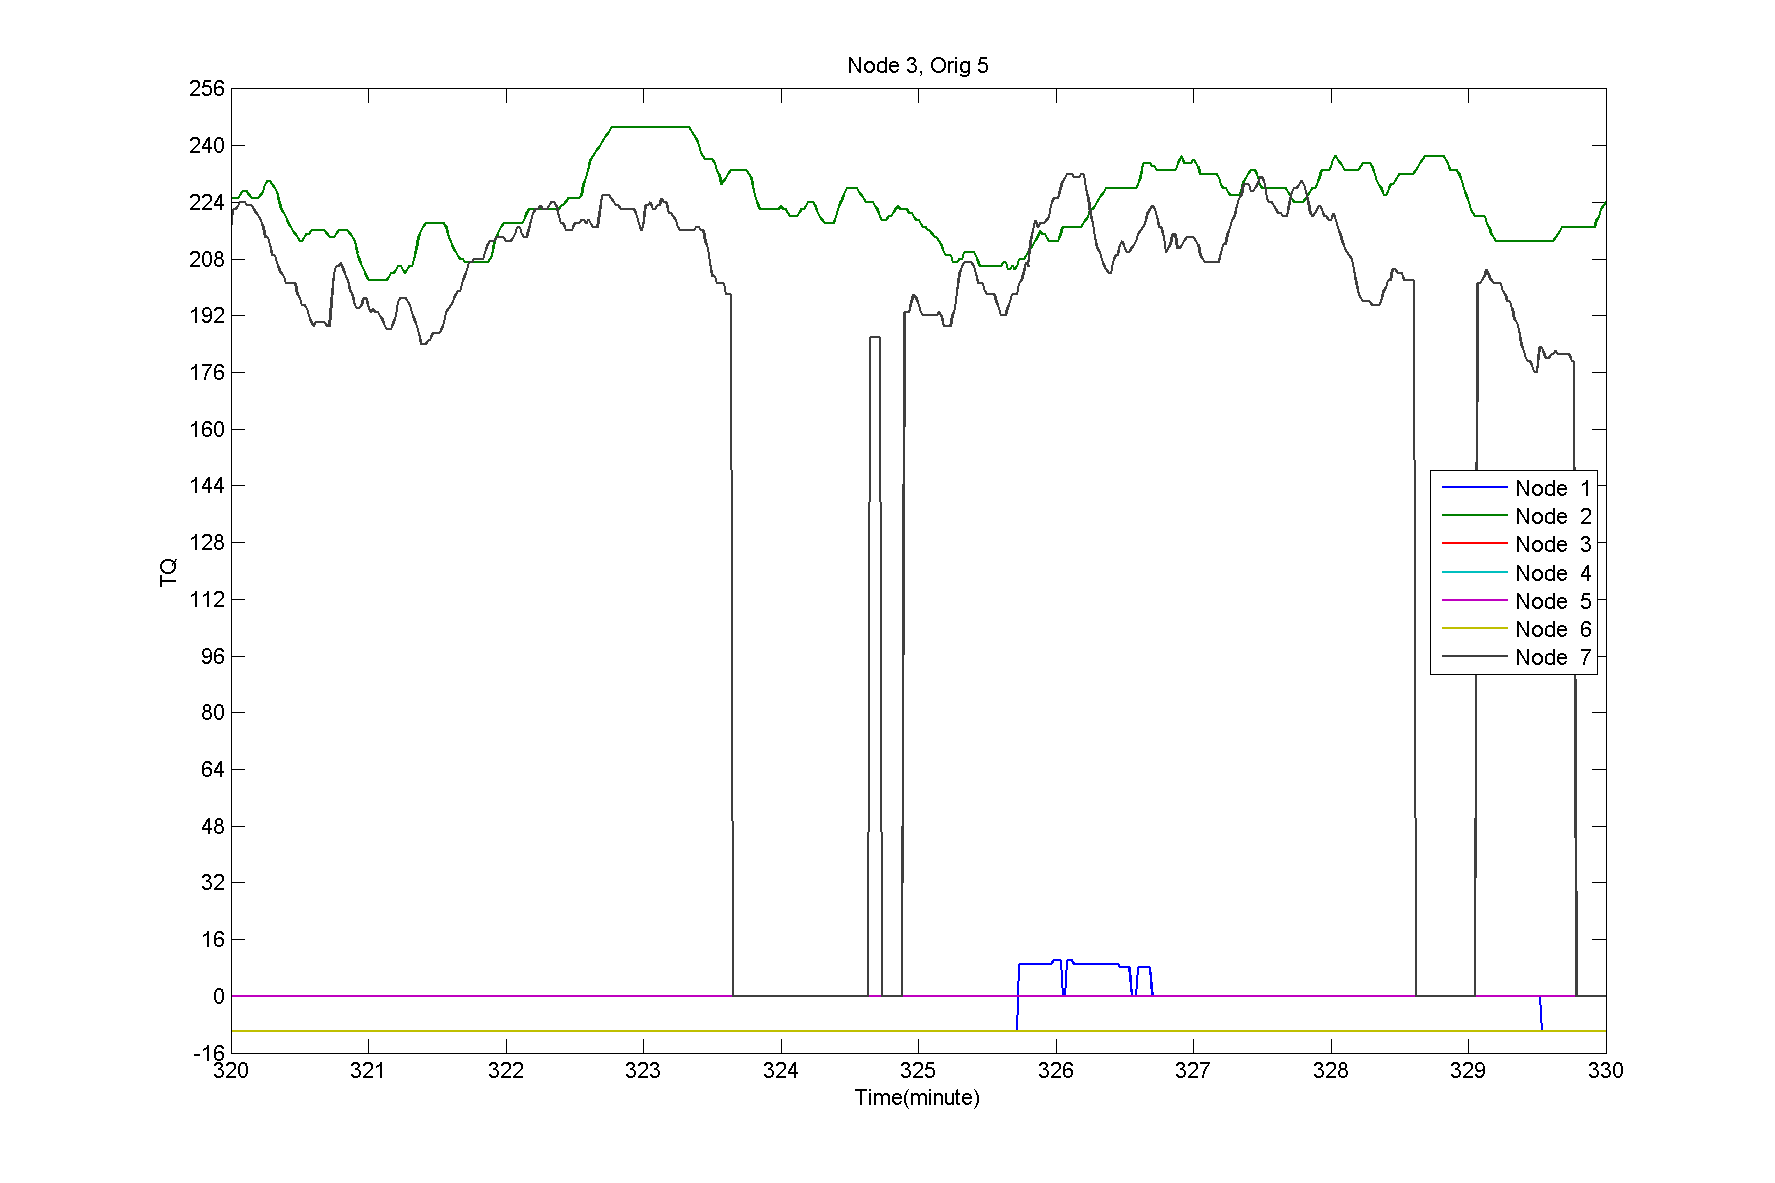 Node 3, Orig 5
256
240
224
208
192
176
160
144
128
112
96
80
64
48
32
16
0
-16
TQ
Node 1
Node 2
Node 3
Node 4
Node 5
Node 6
Node 7
320 321 322 323 324 325 326 327 328 329 330
Time(minute)